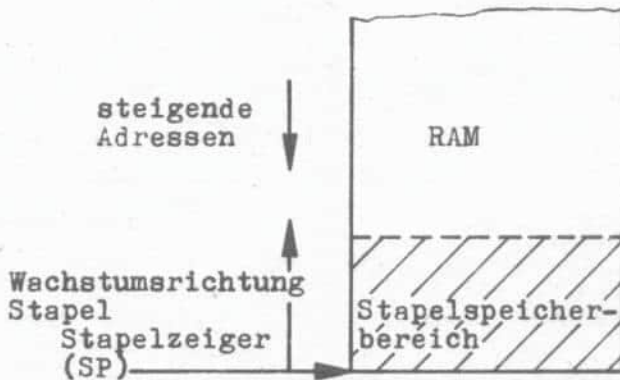 steigende
Adressen
RAM
Wachstumsrichtung
Stapel
Stapelzeiger
(SP)
Stapelspeicher-
bereich